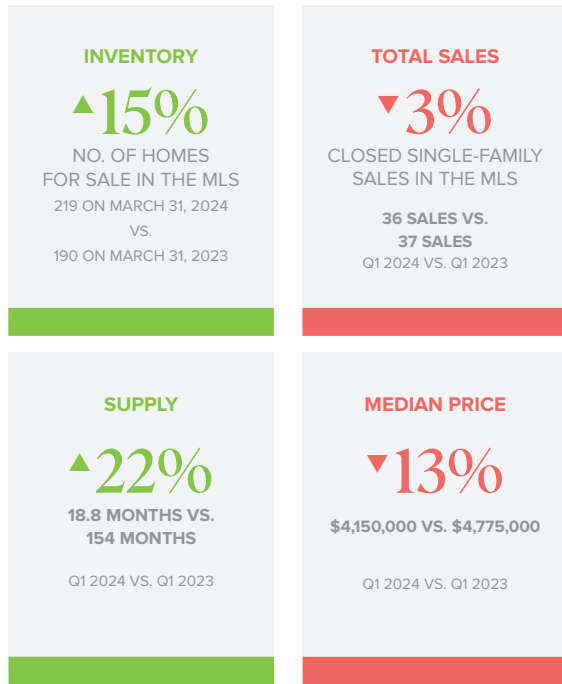 INVENTORY
▲15%
NO. OF HOMES
FOR SALE IN THE MLS
219 ON MARCH 31, 2024
VS.
190 ON MARCH 31, 2023
TOTAL SALES
▼3%
CLOSED SINGLE-FAMILY
SALES IN THE MLS
36 SALES VS.
37 SALES
Q1 2024 VS. Q1 2023
SUPPLY
▲22%
18.8 MONTHS VS.
154 MONTHS
Q1 2024 VS. Q1 2023
MEDIAN PRICE
▼13%
$4,150,000 VS. $4,775,000
Q1 2024 VS. Q1 2023